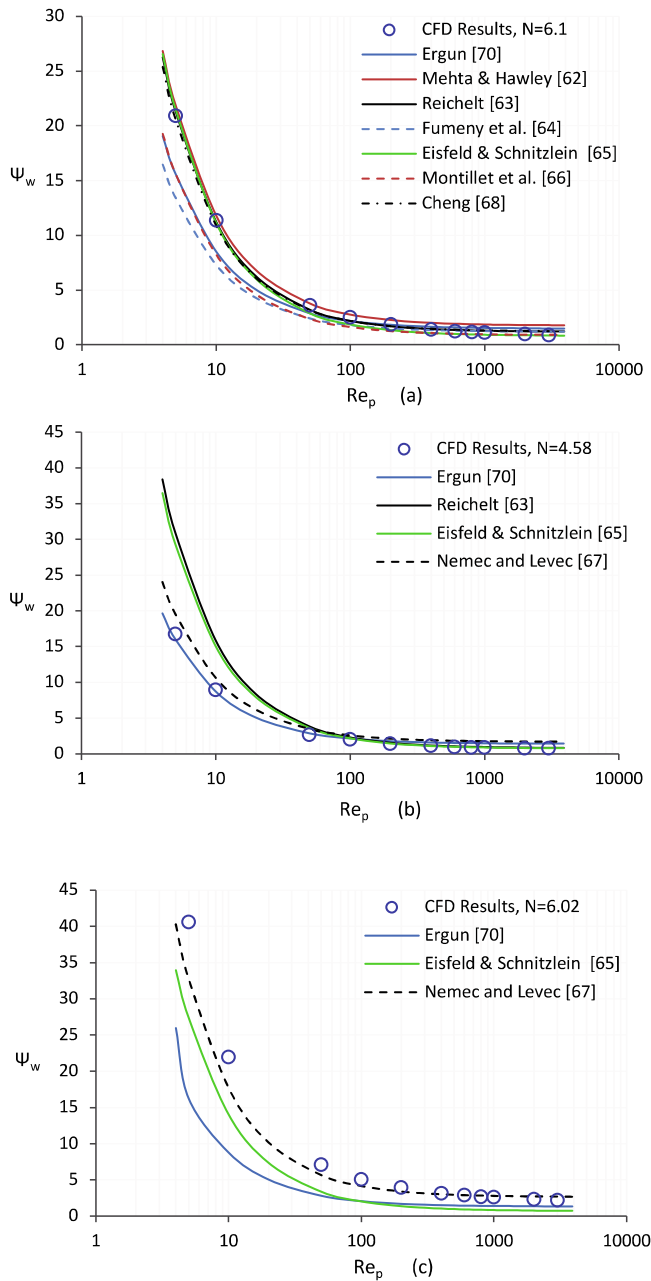 30
25
20
15
10
5
0
Ψw
CFD Results, N=6.1
Ergun [70]
Mehta & Hawley [62]
Reichelt [63]
Fumeny et al. [64]
Eisfeld & Schnitzlein [65]
Montillet et al. [66]
Cheng [68]
1 10 100 1000 10000
Rep (a)
45
40
35
30
25
20
15
10
5
0
Ψw
CFD Results, N=4.58
Ergun [70]
Reichelt [63]
Eisfeld & Schnitzlein [65]
Nemec and Levec [67]
1 10 100 1000 10000
Rep (b)
45
40
35
30
25
20
15
10
5
0
Ψw
CFD Results, N=6.02
Ergun [70]
Eisfeld & Schnitzlein [65]
Nemec and Levec [67]
1 10 100 1000 10000
Rep (c)